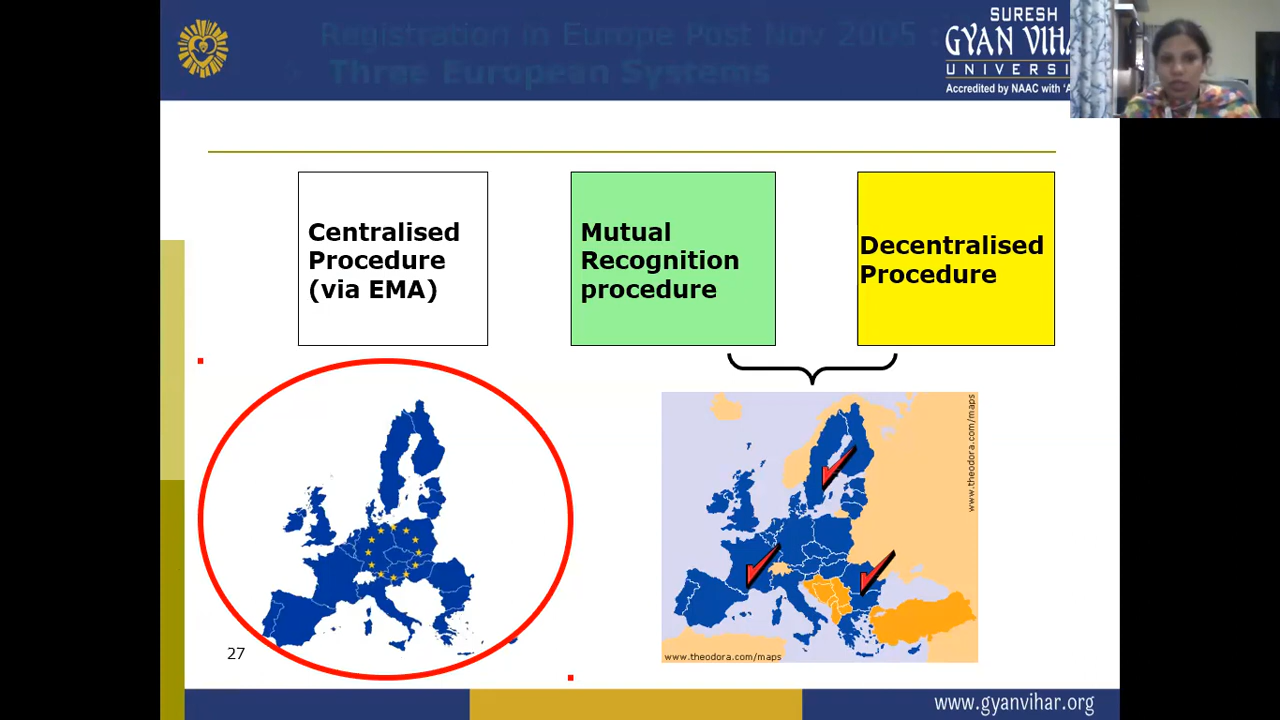 Registration in Europe Post Nov 2005 :
Three European Systems
SURESH
GYAN VIHAR
UNIVERSI
Accredited by NAAC with 'A
Centralised
Procedure
(via EMA)
Mutual
Recognition
procedure
Decentralised
Procedure
www.theodora.com/maps
www.theodora.com/maps
27
www.gyanvihar.org